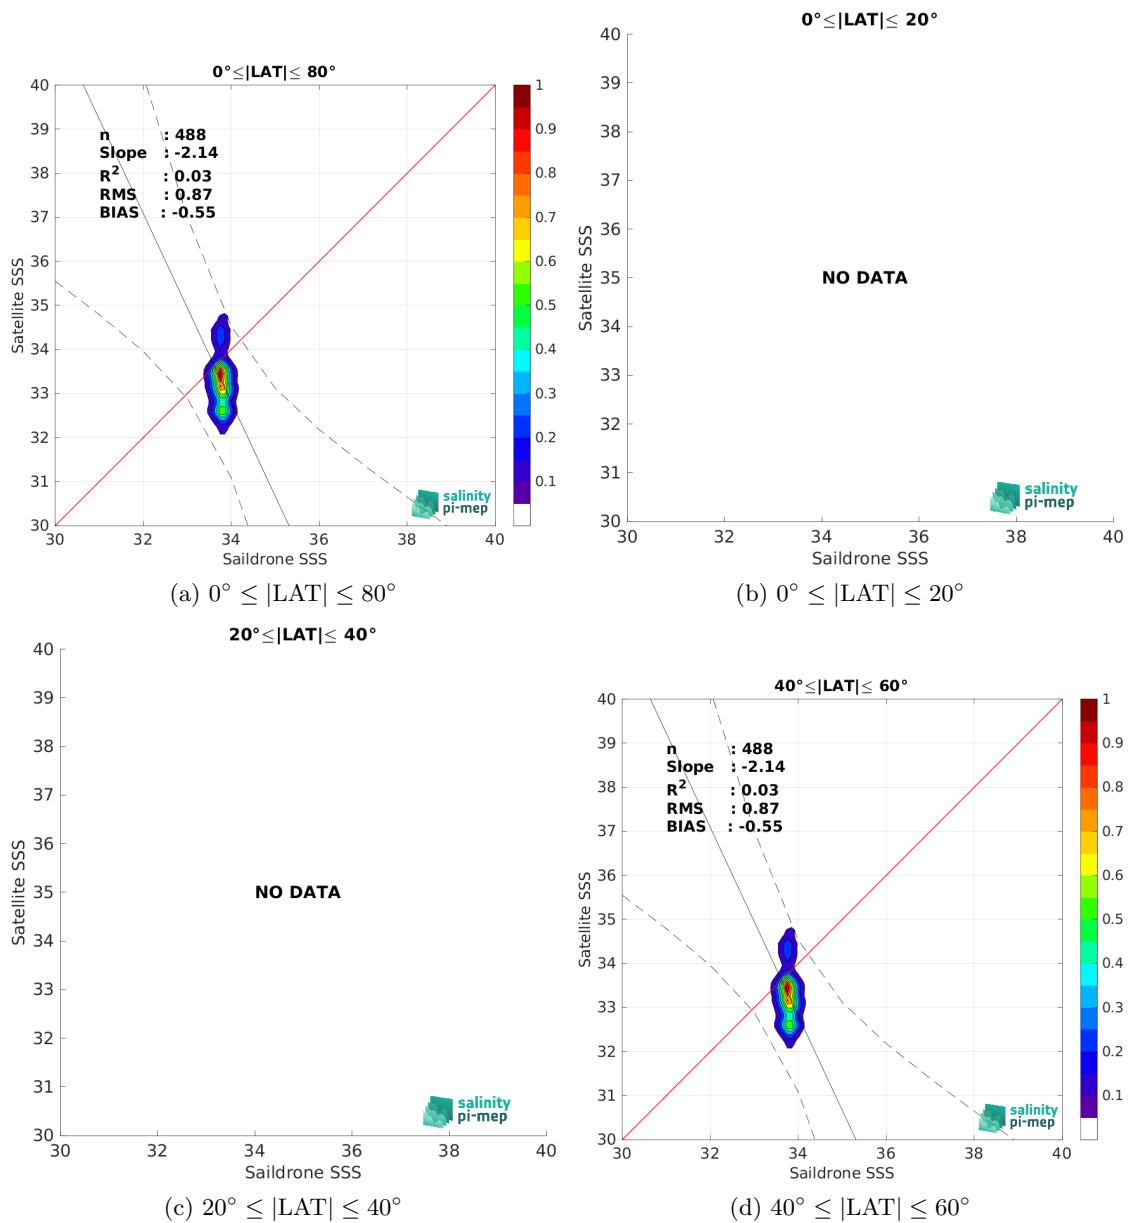 0°≤|LAT|≤ 80°
40
39
38
37
36
35
34
33
32
31
30
Satellite SSS
n : 488
Slope : -2.14
R² : 0.03
RMS : 0.87
BIAS : -0.55
salinity
pi-mep
30 32 34 36 38 40
Saildrone SSS
1
0.9
0.8
0.7
0.6
0.5
0.4
0.3
0.2
0.1
(a) 0° ≤ |LAT| ≤ 80°
0°≤|LAT|≤ 20°
40
39
38
37
36
35
34
33
32
31
30
Satellite SSS
NO DATA
salinity
pi-mep
30 32 34 36 38 40
Saildrone SSS
(b) 0° ≤ |LAT| ≤ 20°
20°≤|LAT|≤ 40°
40
39
38
37
36
35
34
33
32
31
30
Satellite SSS
NO DATA
salinity
pi-mep
30 32 34 36 38 40
Saildrone SSS
(c) 20° ≤ |LAT| ≤ 40°
40°≤|LAT|≤ 60°
40
39
38
37
36
35
34
33
32
31
30
Satellite SSS
n : 488
Slope : -2.14
R² : 0.03
RMS : 0.87
BIAS : -0.55
salinity
pi-mep
30 32 34 36 38 40
Saildrone SSS
1
0.9
0.8
0.7
0.6
0.5
0.4
0.3
0.2
0.1
(d) 40° ≤ |LAT| ≤ 60°